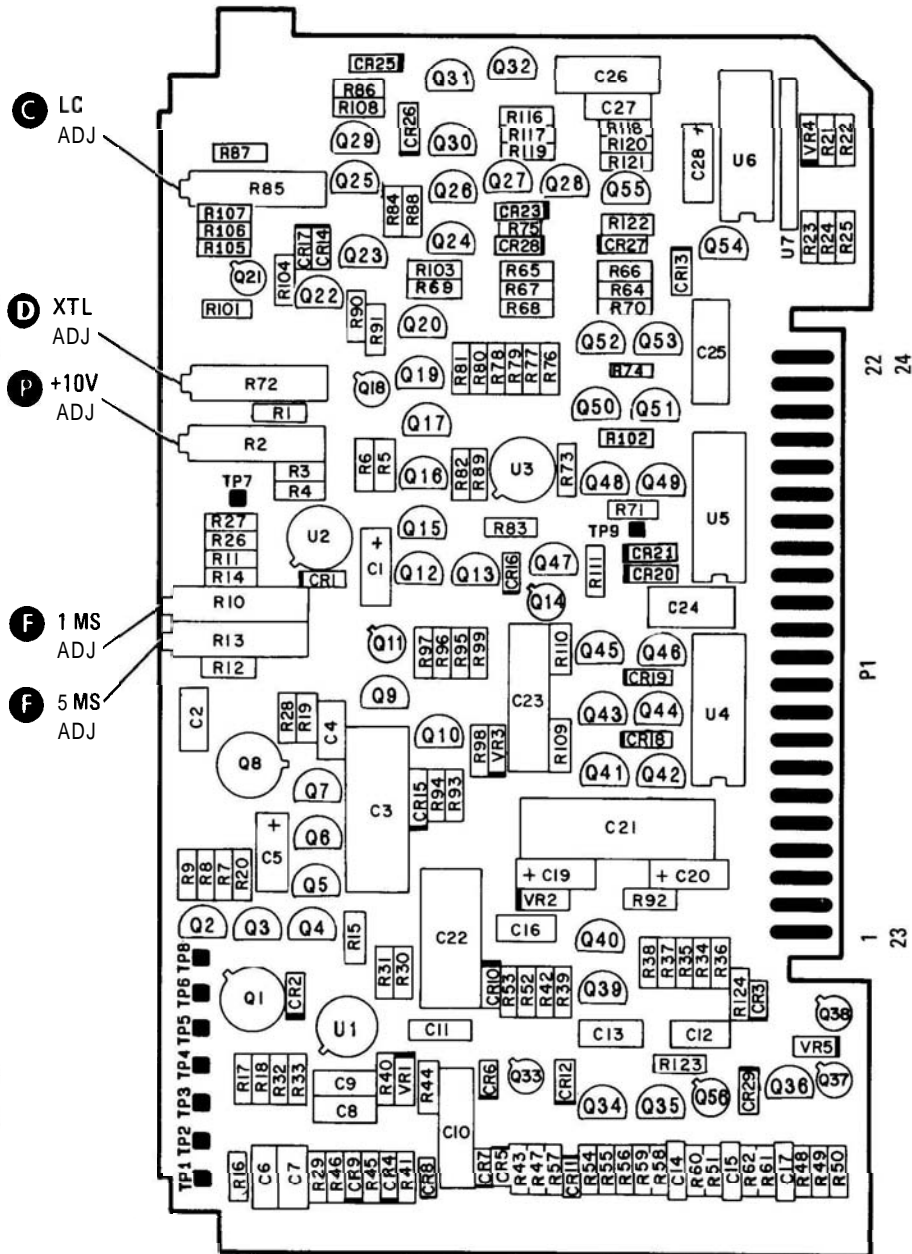 CR25
Q31
Q32
C26
C27
R86
R108
CR26
R116
R117
R119
R118
R120
R121
C28 +
U6
U7
VR4
R21
R22
C LC
ADJ
R87
Q29
Q30
R85
Q25
R84
R88
Q26
Q27
Q28
Q55
R107
R106
R105
CR17
CR14
Q23
Q24
CR23
R75
CR28
R122
CR27
CR13
Q54
R23
R24
R25
Q21
R104
Q22
R103
R69
R65
R67
R68
R66
R64
R70
R101
R90
R91
Q20
D XTL
ADJ
R72
Q18
Q19
R81
R80
R78
R79
R77
R76
Q52
Q53
R74
C25
22
24
P +10V
ADJ
R1
R2
Q17
Q50
Q51
R102
R3
R4
R6
R5
Q16
R82
R89
U3
R73
Q48
Q49
U5
TP7
R27
R26
R11
R14
U2
CR1
+
C1
Q15
Q12
Q13
R83
CR16
Q47
Q14
R111
R71
TP9
CR21
CR20
C24
F 1 MS
ADJ
R10
R13
R12
F 5 MS
ADJ
Q11
R97
R96
R95
R99
C23
R110
Q45
Q46
CR19
U4
P1
C2
R28
R19
C4
Q9
Q10
R98
VR3
R109
Q43
Q44
CR18
Q8
Q7
C3
CR15
R94
R93
Q41
Q42
R9
R8
R7
R20
+
C5
Q6
Q5
C21
+ C19
+ C20
VR2
R92
Q2
Q3
Q4
R15
C22
C16
Q40
1
23
TP8
TP6
TP5
TP4
TP3
TP2
TP1
Q1
CR2
R31
R30
U1
CR10
R53
R52
R42
R39
Q39
R38
R37
R35
R34
R36
R124
CR3
Q38
C11
C13
C12
VR5
R17
R18
R32
R33
C9
C8
R40
VR1
R44
C10
CR6
Q33
CR12
Q34
Q35
R123
Q56
CR29
Q36
Q37
R16
C6
C7
R29
R46
CR9
R45
CR4
R41
CR8
CR7
CR5
R43
R47
R57
CR11
R54
R55
R56
R59
R58
C14
R60
R51
C15
R62
R61
C17
R48
R49
R50